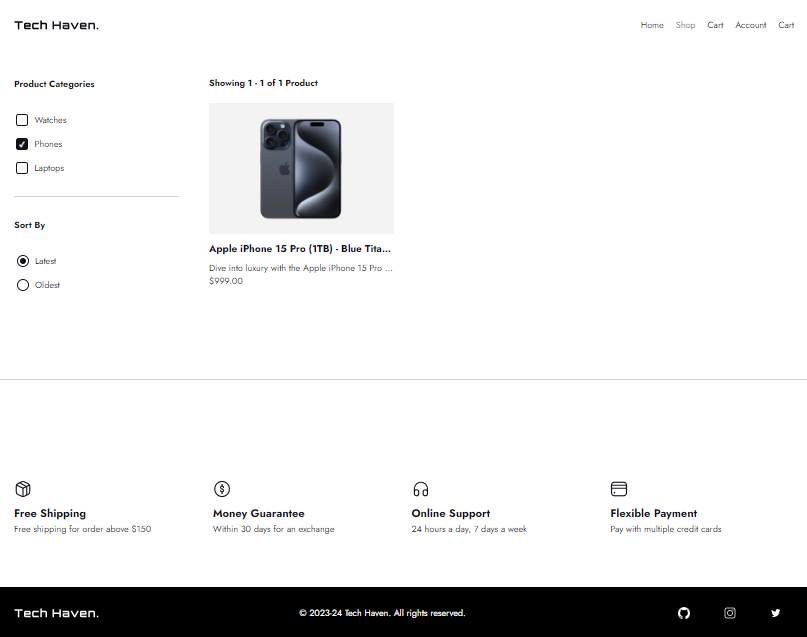 Tech Haven.
Home Shop Cart Account Cart
Product Categories
Watches
Phones
Laptops
Sort By
Latest
Oldest
Showing 1 - 1 of 1 Product
Apple iPhone 15 Pro (1TB) - Blue Tita...
Dive into luxury with the Apple iPhone 15 Pro ...
$999.00
Free Shipping
Free shipping for order above $150
Money Guarantee
Within 30 days for an exchange
Online Support
24 hours a day, 7 days a week
Flexible Payment
Pay with multiple credit cards
Tech Haven.
© 2023-24 Tech Haven. All rights reserved.